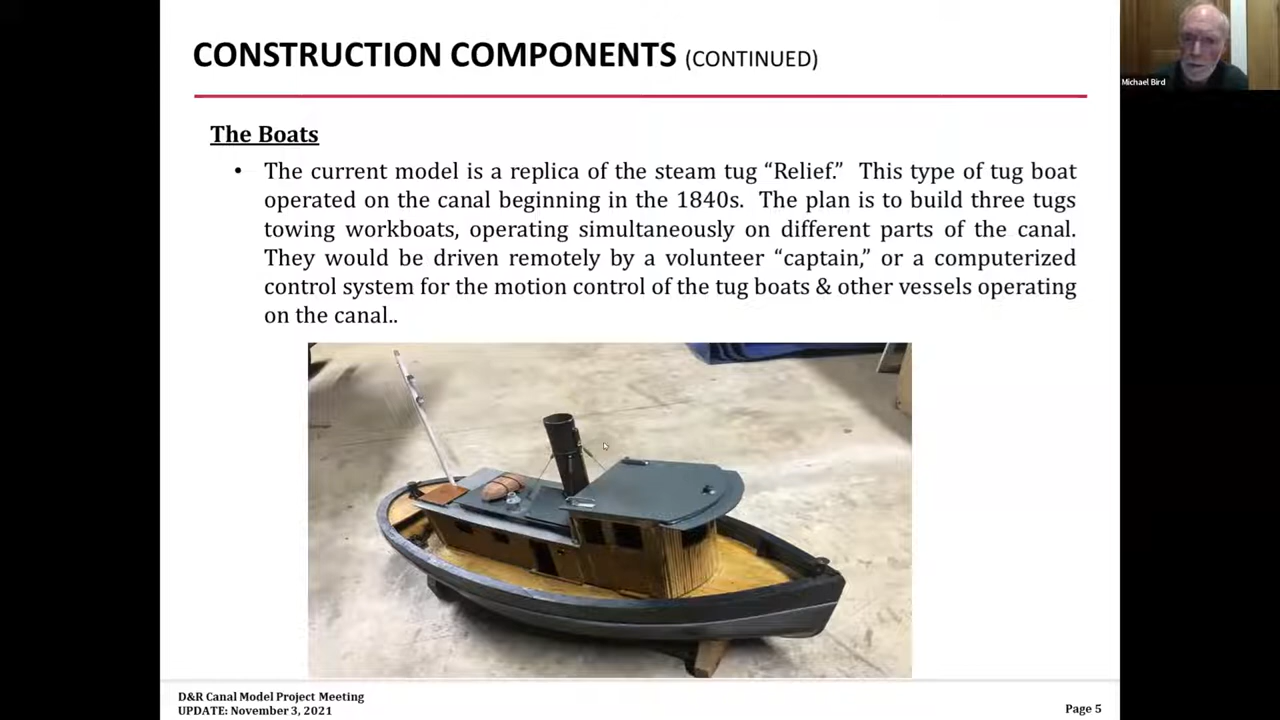 CONSTRUCTION COMPONENTS (CONTINUED)
Michael Bird
The Boats
• The current model is a replica of the steam tug “Relief.” This type of tug boat
operated on the canal beginning in the 1840s. The plan is to build three tugs
towing workboats, operating simultaneously on different parts of the canal.
They would be driven remotely by a volunteer “captain,” or a computerized
control system for the motion control of the tug boats & other vessels operating
on the canal..
D&R Canal Model Project Meeting
UPDATE: November 3, 2021
Page 5